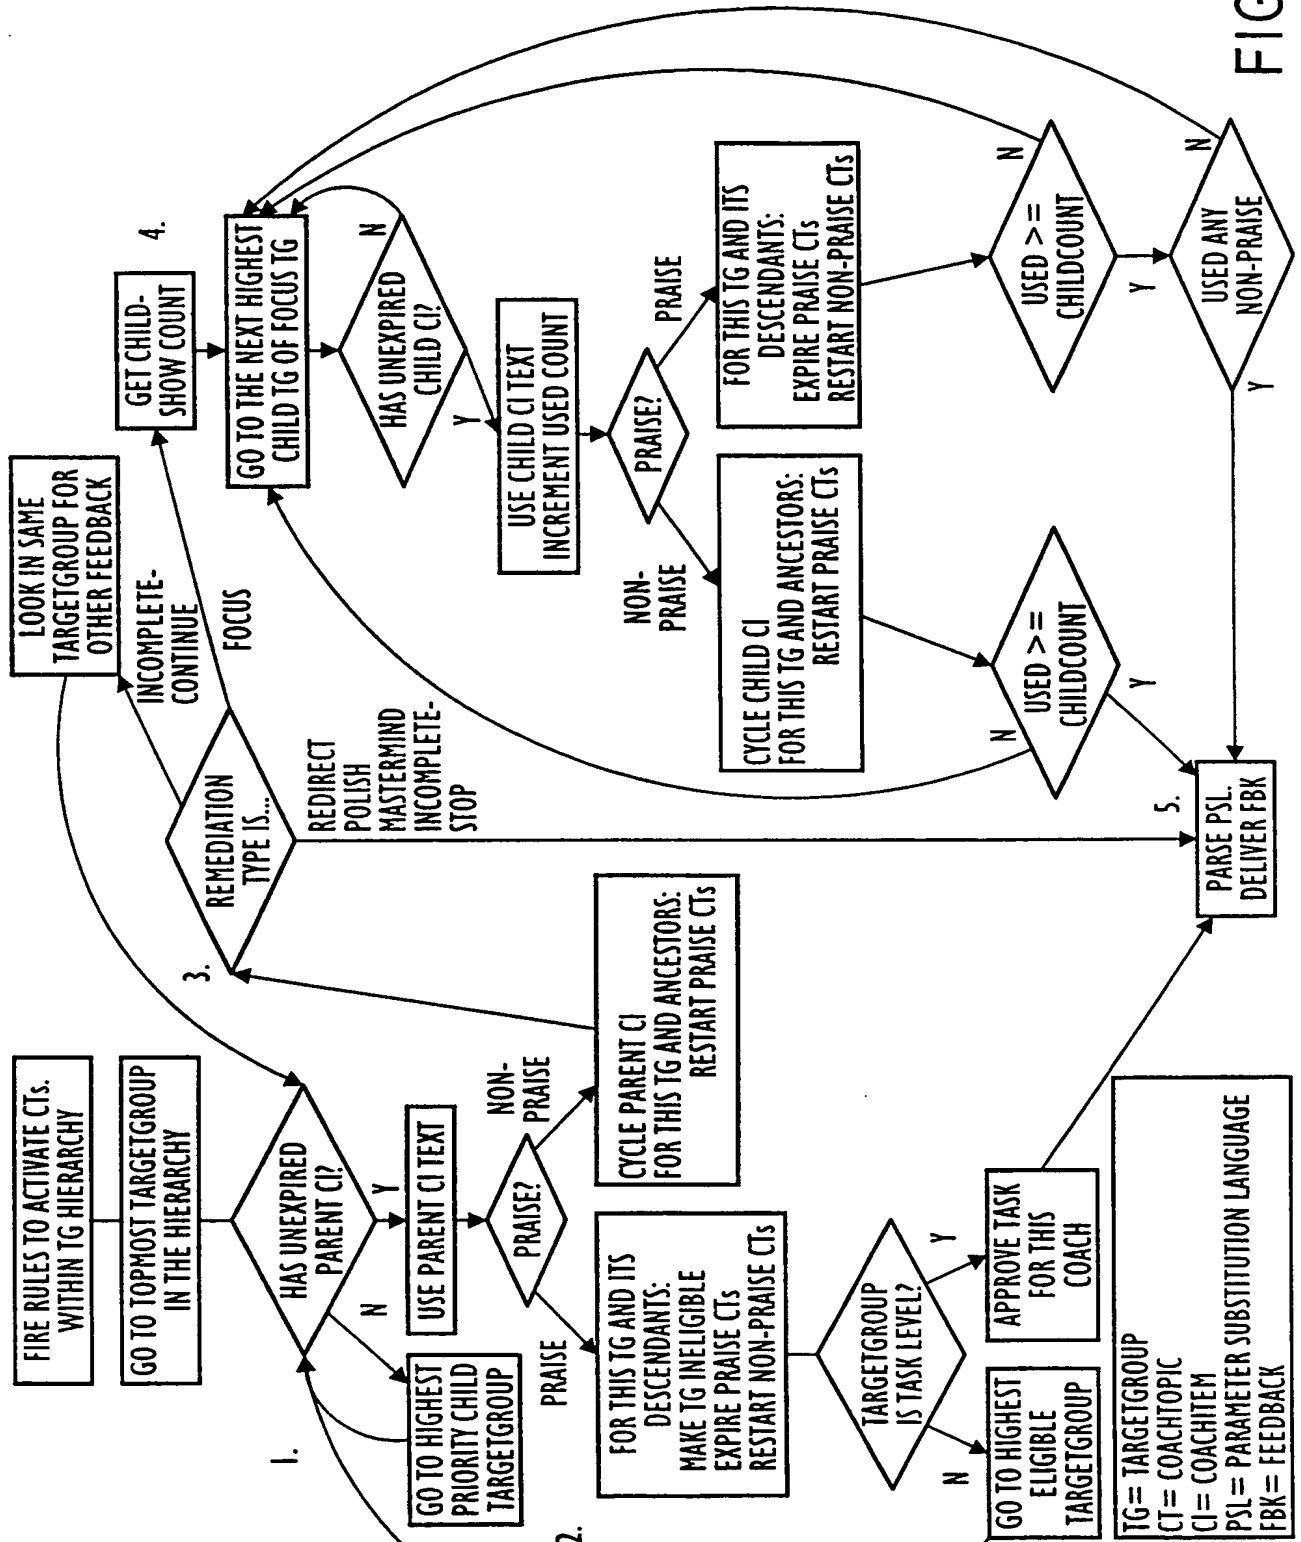 FIRE RULES TO ACTIVATE CTs.
WITHIN TG HIERARCHY
GO TO TOPMOST TARGETGROUP
IN THE HIERARCHY
1.
HAS UNEXPIRED
PARENT CI?
N
Y
GO TO HIGHEST
PRIORITY CHILD
TARGETGROUP
USE PARENT CI TEXT
2.
PRAISE?
PRAISE
NON-
PRAISE
FOR THIS TG AND ITS
DESCENDANTS:
MAKE TG INELIGIBLE
EXPIRE PRAISE CTs
RESTART NON-PRAISE CTs
CYCLE PARENT CI
FOR THIS TG AND ANCESTORS:
RESTART PRAISE CTs
TARGETGROUP
IS TASK LEVEL?
N
Y
GO TO HIGHEST
ELIGIBLE
TARGETGROUP
APPROVE TASK
FOR THIS
COACH
TG= TARGETGROUP
CT= COACHTOPIC
CI= COACHITEM
PSL= PARAMETER SUBSTITUTION LANGUAGE
FBK= FEEDBACK
3.
REMEDIATION
TYPE IS...
LOOK IN SAME
TARGETGROUP FOR
OTHER FEEDBACK
INCOMPLETE-
CONTINUE
FOCUS
REDIRECT
POLISH
MASTERMIND
INCOMPLETE-
STOP
4.
GET CHILD-
SHOW COUNT
GO TO THE NEXT HIGHEST
CHILD TG OF FOCUS TG
HAS UNEXPIRED
CHILD CI?
N
Y
USE CHILD CI TEXT
INCREMENT USED COUNT
PRAISE?
NON-
PRAISE
PRAISE
CYCLE CHILD CI
FOR THIS TG AND ANCESTORS:
RESTART PRAISE CTs
FOR THIS TG AND ITS
DESCENDANTS:
EXPIRE PRAISE CTs
RESTART NON-PRAISE CTs
USED >=
CHILDCOUNT
N
Y
USED >=
CHILDCOUNT
N
Y
USED ANY
NON-PRAISE
N
Y
5.
PARSE PSL.
DELIVER FBK
FIG